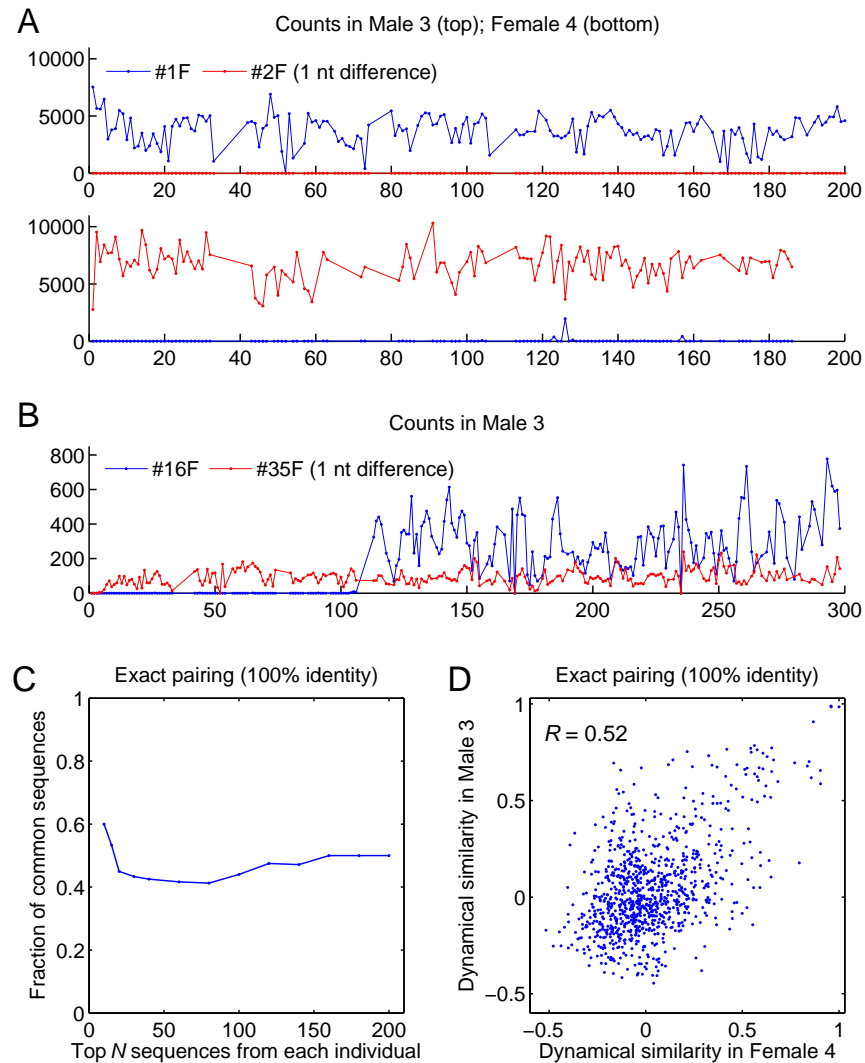 A
Counts in Male 3 (top); Female 4 (bottom)
10000
5000
0
#1F
#2F (1 nt difference)
0 20 40 60 80 100 120 140 160 180 200
10000
5000
0
0 20 40 60 80 100 120 140 160 180 200
B
Counts in Male 3
800
600
400
200
0
#16F
#35F (1 nt difference)
0 50 100 150 200 250 300
C
Exact pairing (100% identity)
Fraction of common sequences
1
0.8
0.6
0.4
0.2
0
0 50 100 150 200
Top N sequences from each individual
D
Exact pairing (100% identity)
Dynamical similarity in Male 3
R = 0.52
1
0.5
0
−0.5
−0.5 0 0.5 1
Dynamical similarity in Female 4